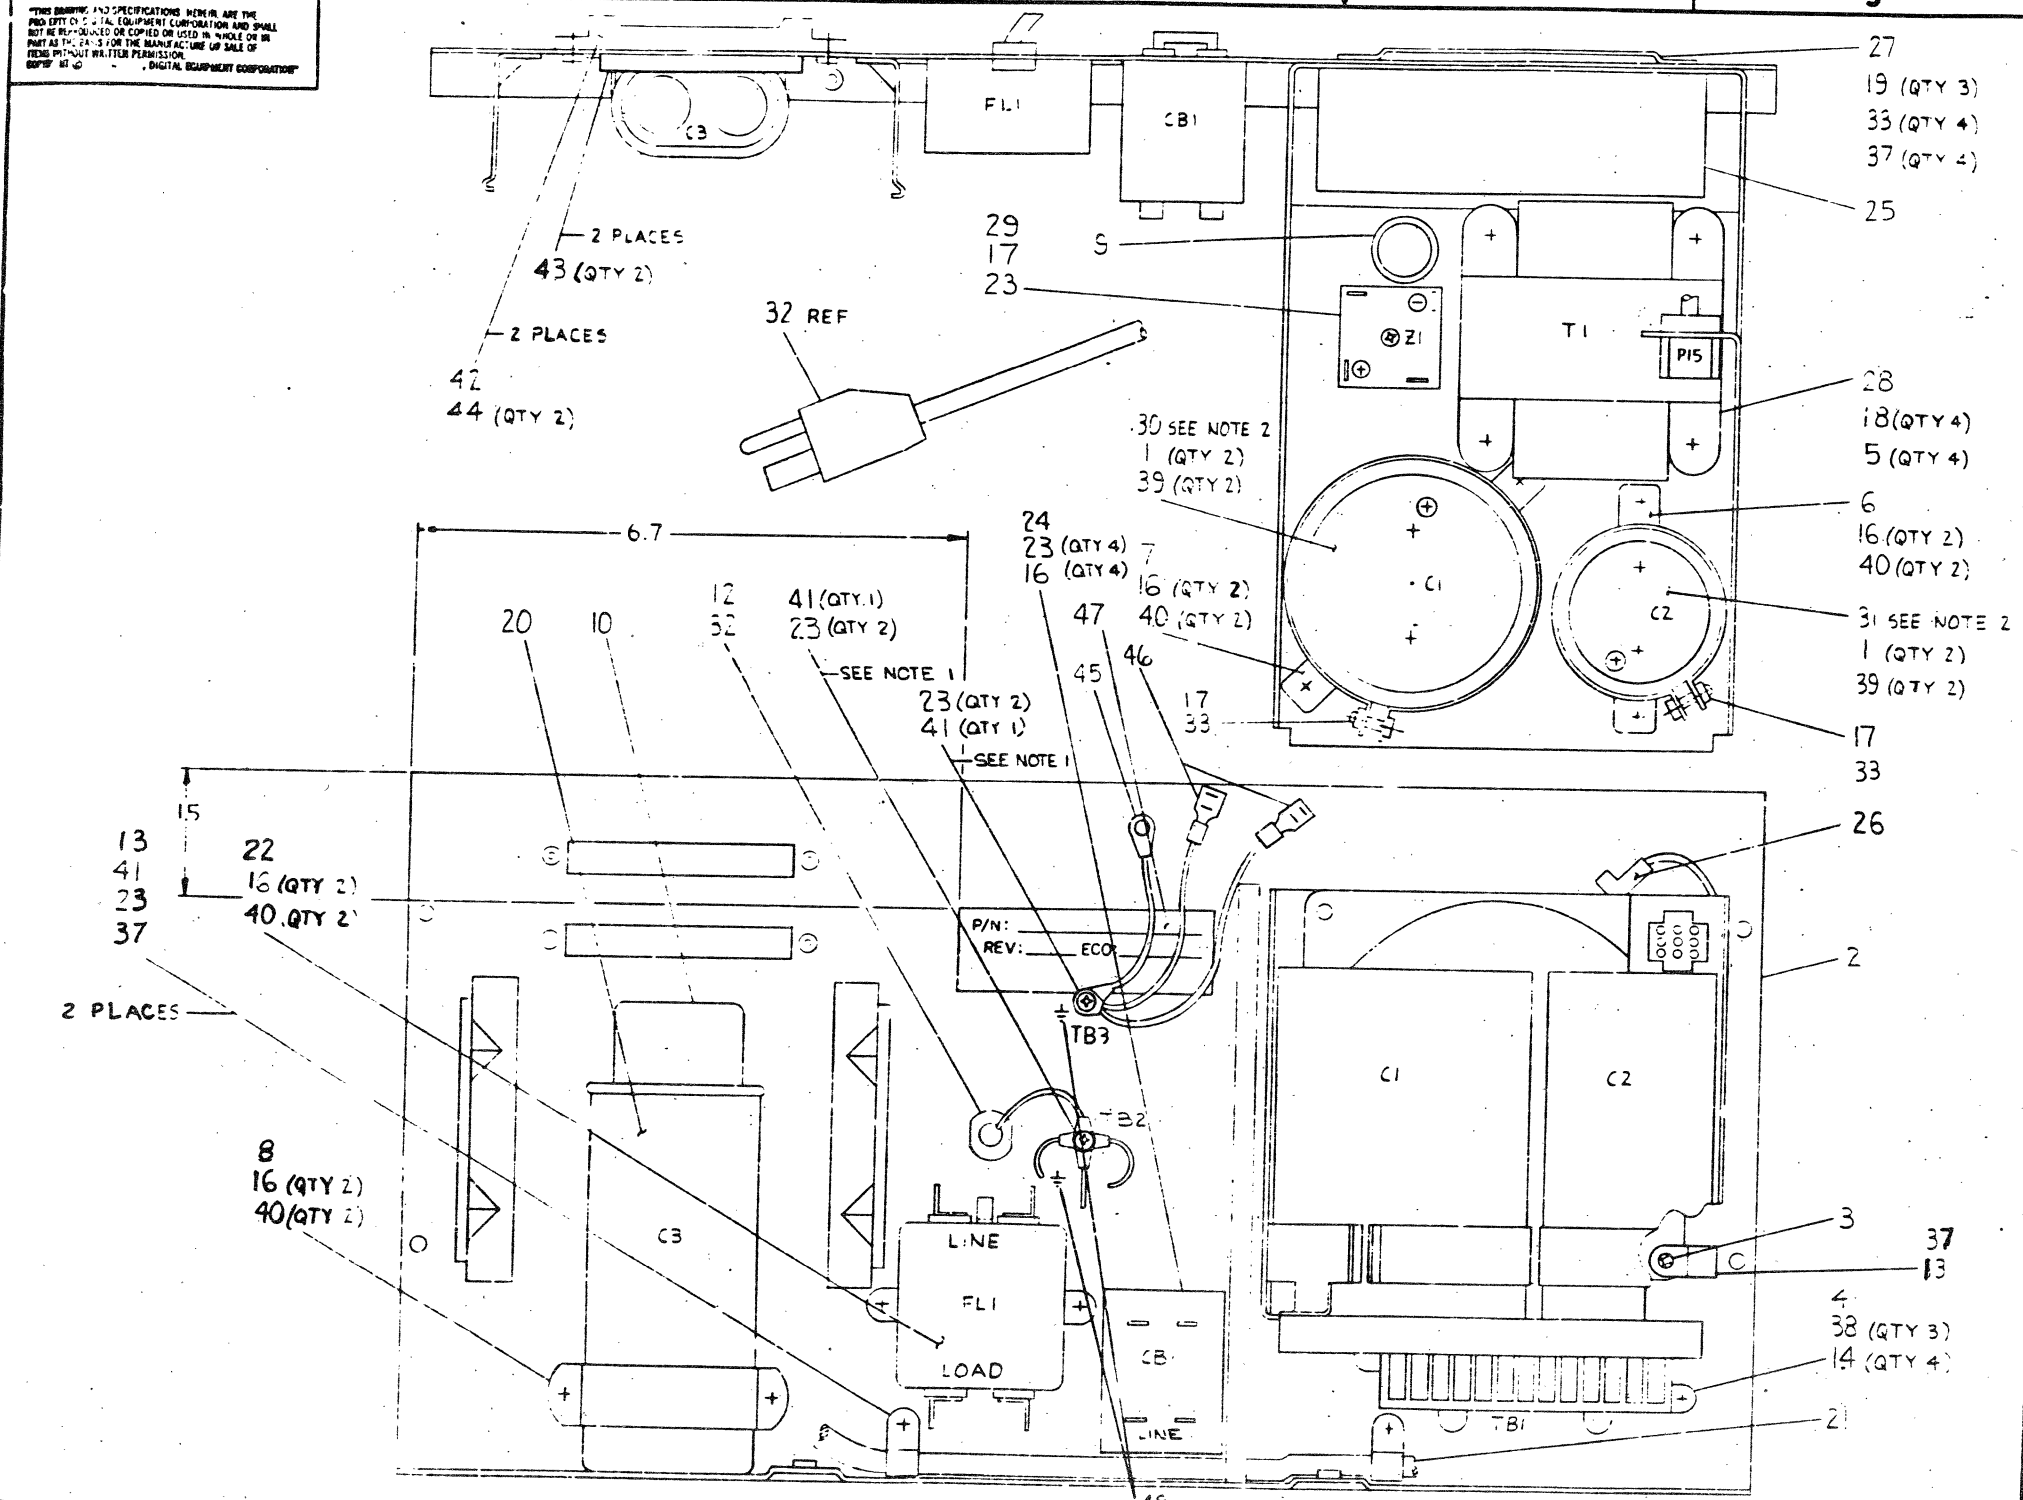 "THIS DRAWING AND SPECIFICATIONS, HEREIN, ARE THE
EQUIPMENT CORPORATION AND SHALL
NOT BE REPRODUCED OR COPIED OR USED IN WHOLE OR IN
PART AS THE BASIS FOR THE MANUFACTURE OR SALE OF
ITEMS WITHOUT WRITTEN PERMISSION.
DIGITAL EQUIPMENT CORPORATION"
C3
FL1
CB1
27
19 (QTY 3)
33 (QTY 4)
37 (QTY 4)
25
2 PLACES
43 (QTY 2)
2 PLACES
42
44 (QTY 2)
32 REF
29
17
23
9
Z1
T1
P15
28
18 (QTY 4)
5 (QTY 4)
30 SEE NOTE 2
1 (QTY 2)
39 (QTY 2)
C1
C2
6
16 (QTY 2)
40 (QTY 2)
31 SEE NOTE 2
1 (QTY 2)
39 (QTY 2)
17
33
6.7
24
23 (QTY 4)
16 (QTY 4)
7
16 (QTY 2)
40 (QTY 2)
17
33
20
10
12
32
41 (QTY.1)
23 (QTY 2)
SEE NOTE 1
23 (QTY 2)
41 (QTY 1)
SEE NOTE 1
47
45
46
1.5
13
41
23
37
2 PLACES
22
16 (QTY 2)
40 QTY 2
P/N:
REV: ECO:
TB3
TB2
26
2
C1
C2
8
16 (QTY 2)
40 (QTY 2)
C3
LINE
FL1
LOAD
CB
LINE
3
37
13
4
38 (QTY 3)
14 (QTY 4)
TB1